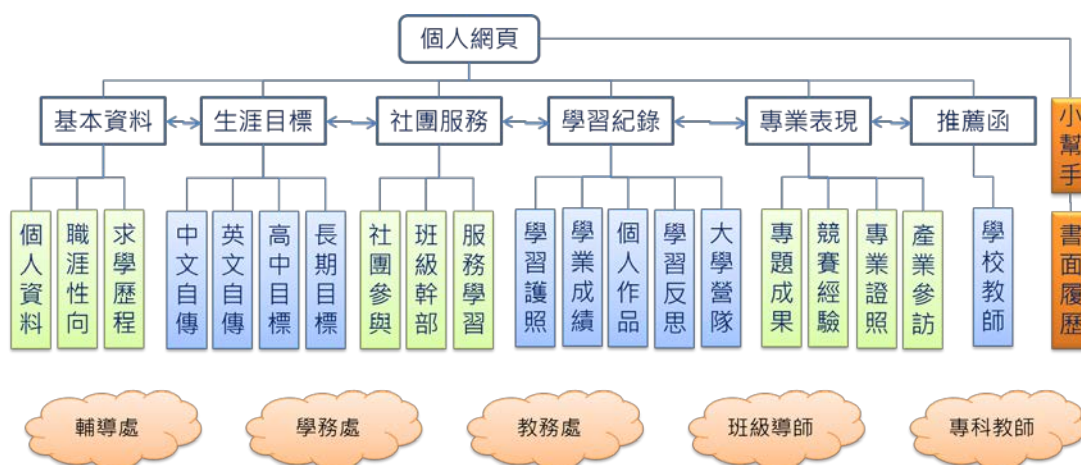 個人網頁
基本資料
生涯目標
社團服務
學習紀錄
專業表現
推薦函
小幫手
個人資料
職涯性向
求學歷程
中文自傳
英文自傳
高中目標
長期目標
社團參與
班級幹部
服務學習
學習護照
學業成績
個人作品
學習反思
大學營隊
專題成果
競賽經驗
專業證照
產業參訪
學校教師
書面履歷
輔導處
學務處
教務處
班級導師
專科教師